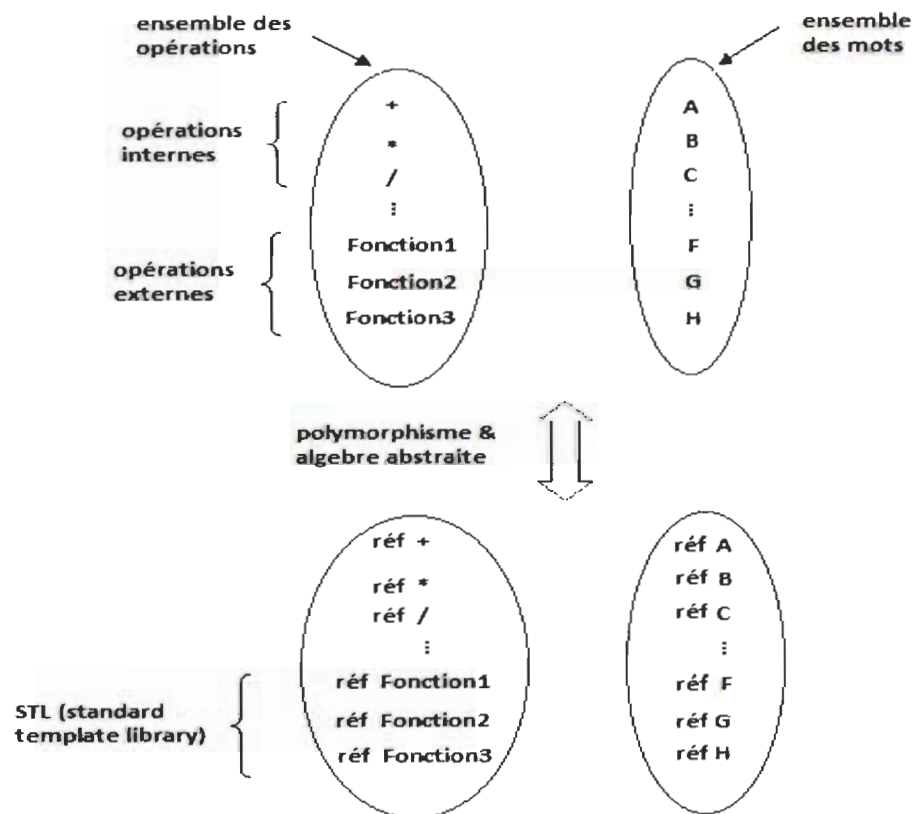 ensemble des
opérations
ensemble
des mots
opérations
internes
+
*
/
⋮
A
B
C
⋮
opérations
externes
Fonction1
Fonction2
Fonction3
F
G
H
polymorphisme &
algebre abstraite
réf +
réf *
réf /
⋮
réf A
réf B
réf C
⋮
STL (standard
template library)
réf Fonction1
réf Fonction2
réf Fonction3
réf F
réf G
réf H